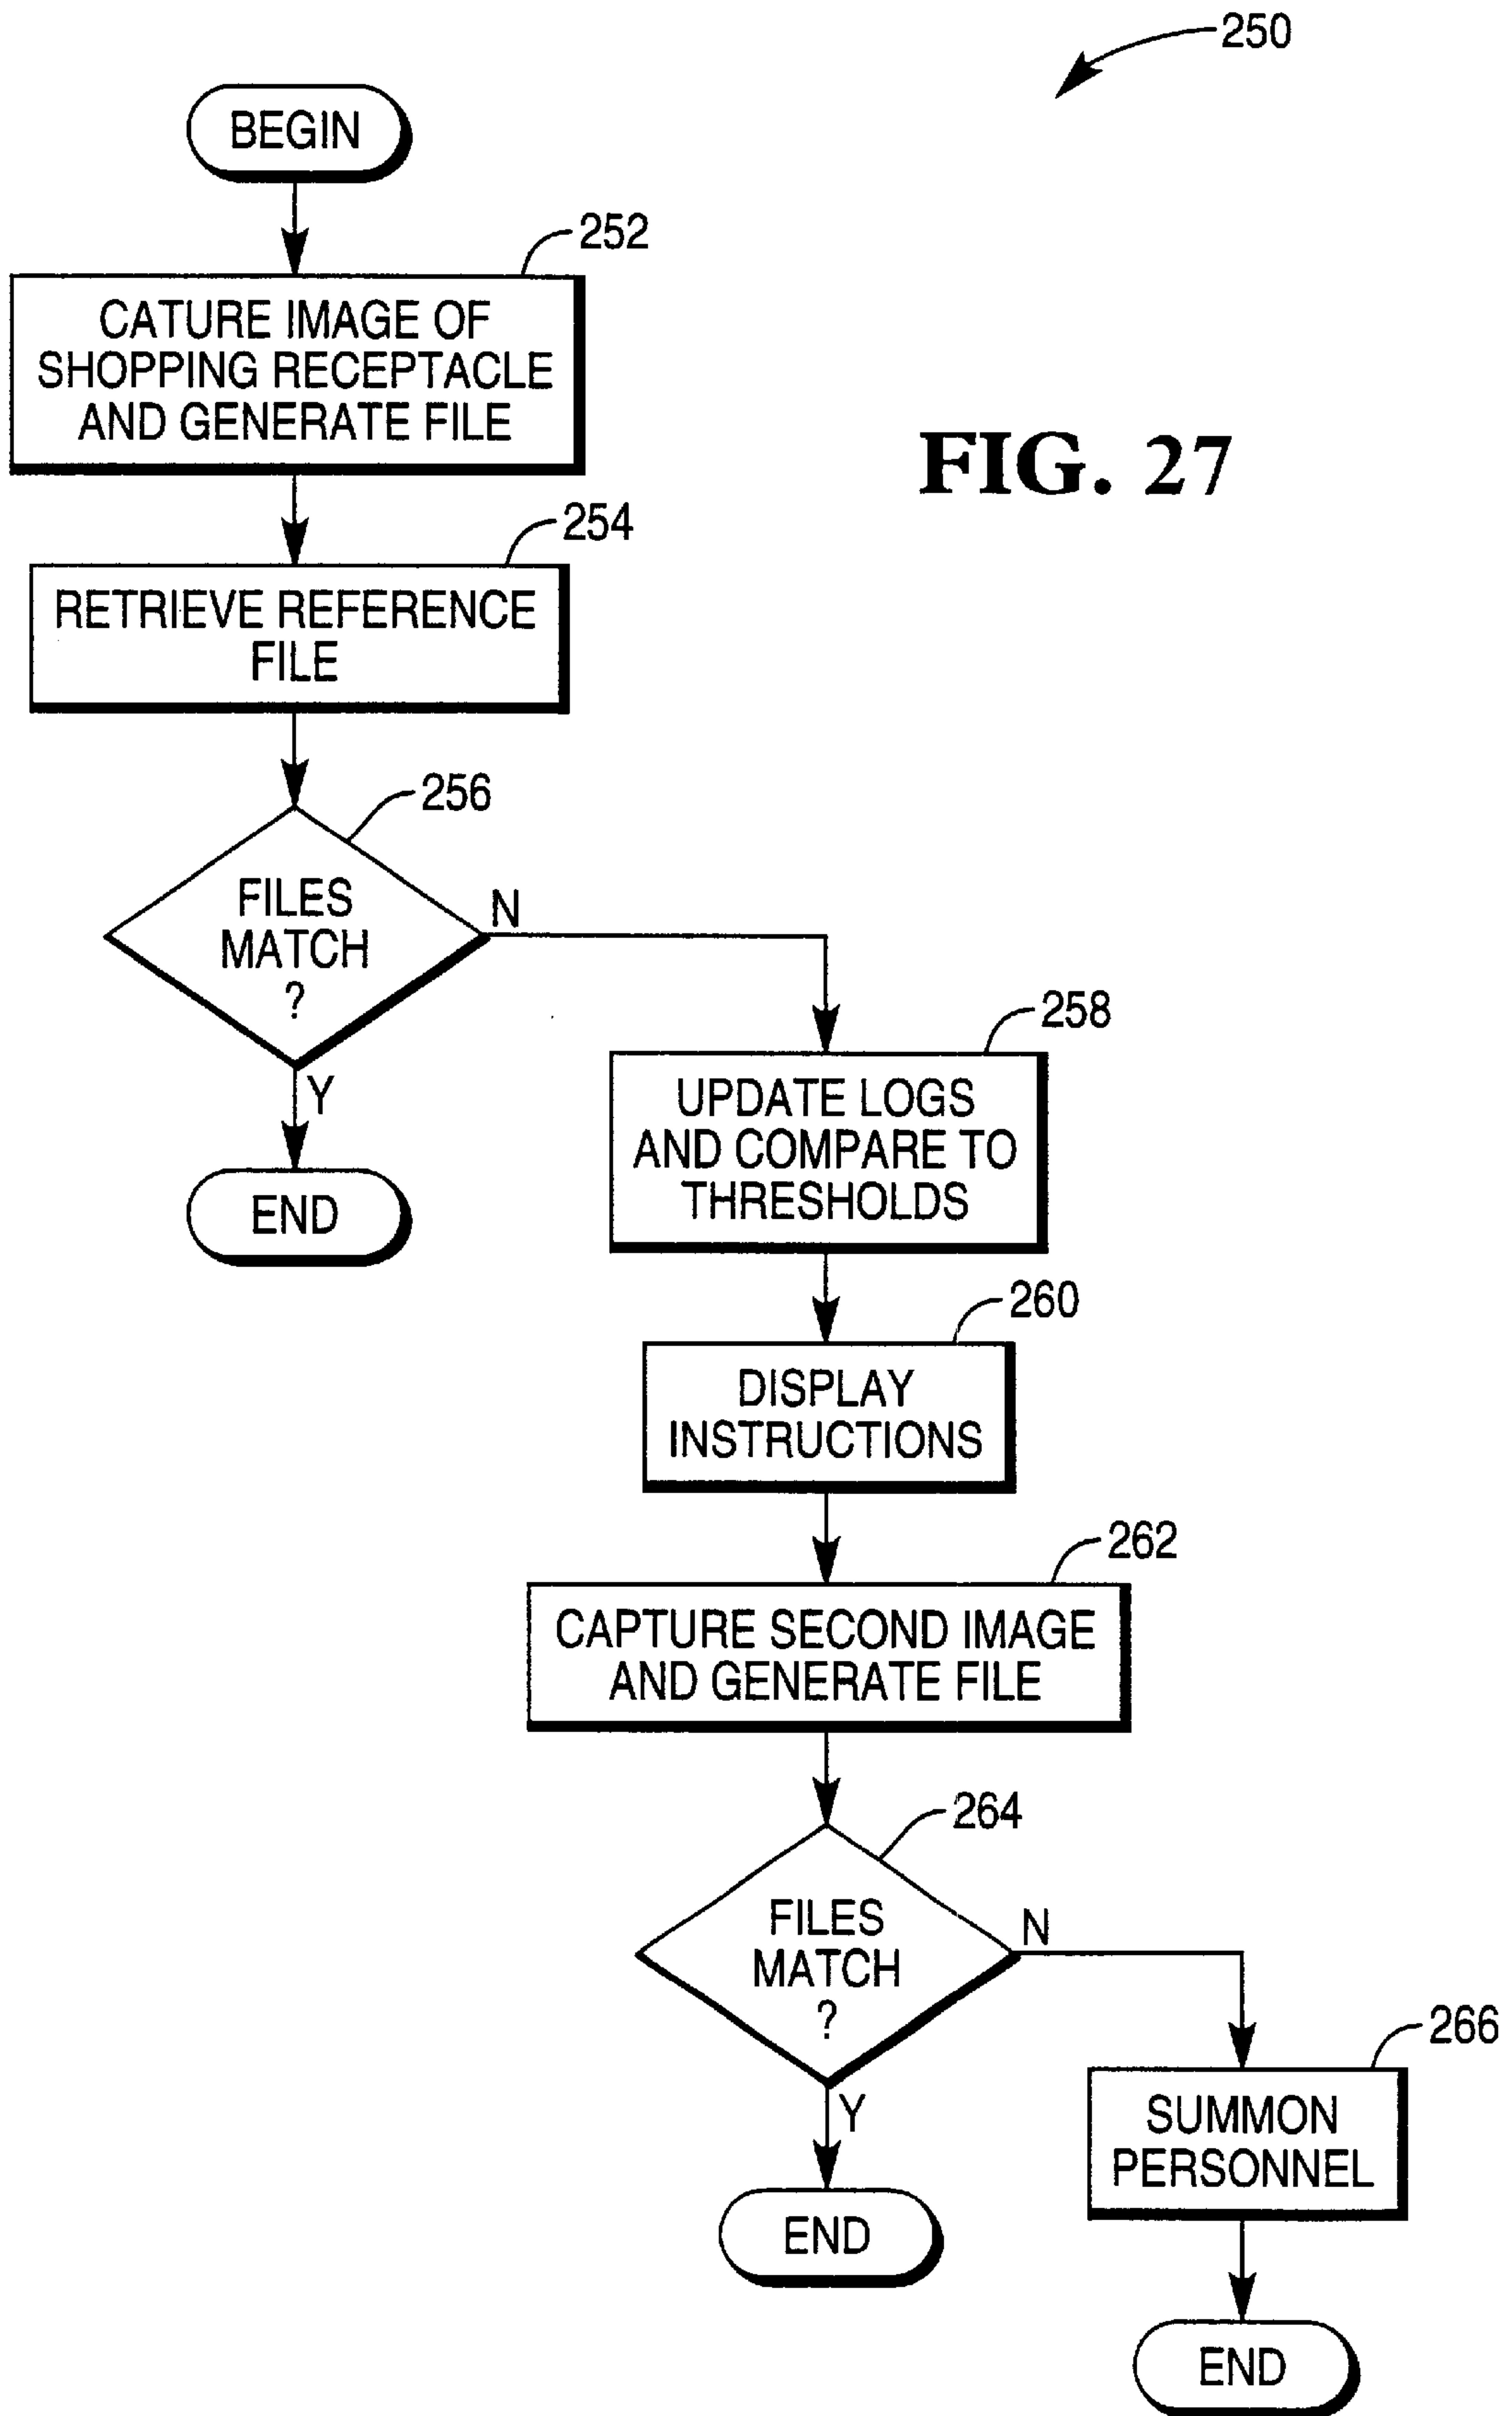 250
BEGIN
252
CATURE IMAGE OF
SHOPPING RECEPTACLE
AND GENERATE FILE
FIG. 27
254
RETRIEVE REFERENCE
FILE
256
FILES
MATCH
?
N
Y
END
258
UPDATE LOGS
AND COMPARE TO
THRESHOLDS
260
DISPLAY
INSTRUCTIONS
262
CAPTURE SECOND IMAGE
AND GENERATE FILE
264
FILES
MATCH
?
N
Y
END
266
SUMMON
PERSONNEL
END